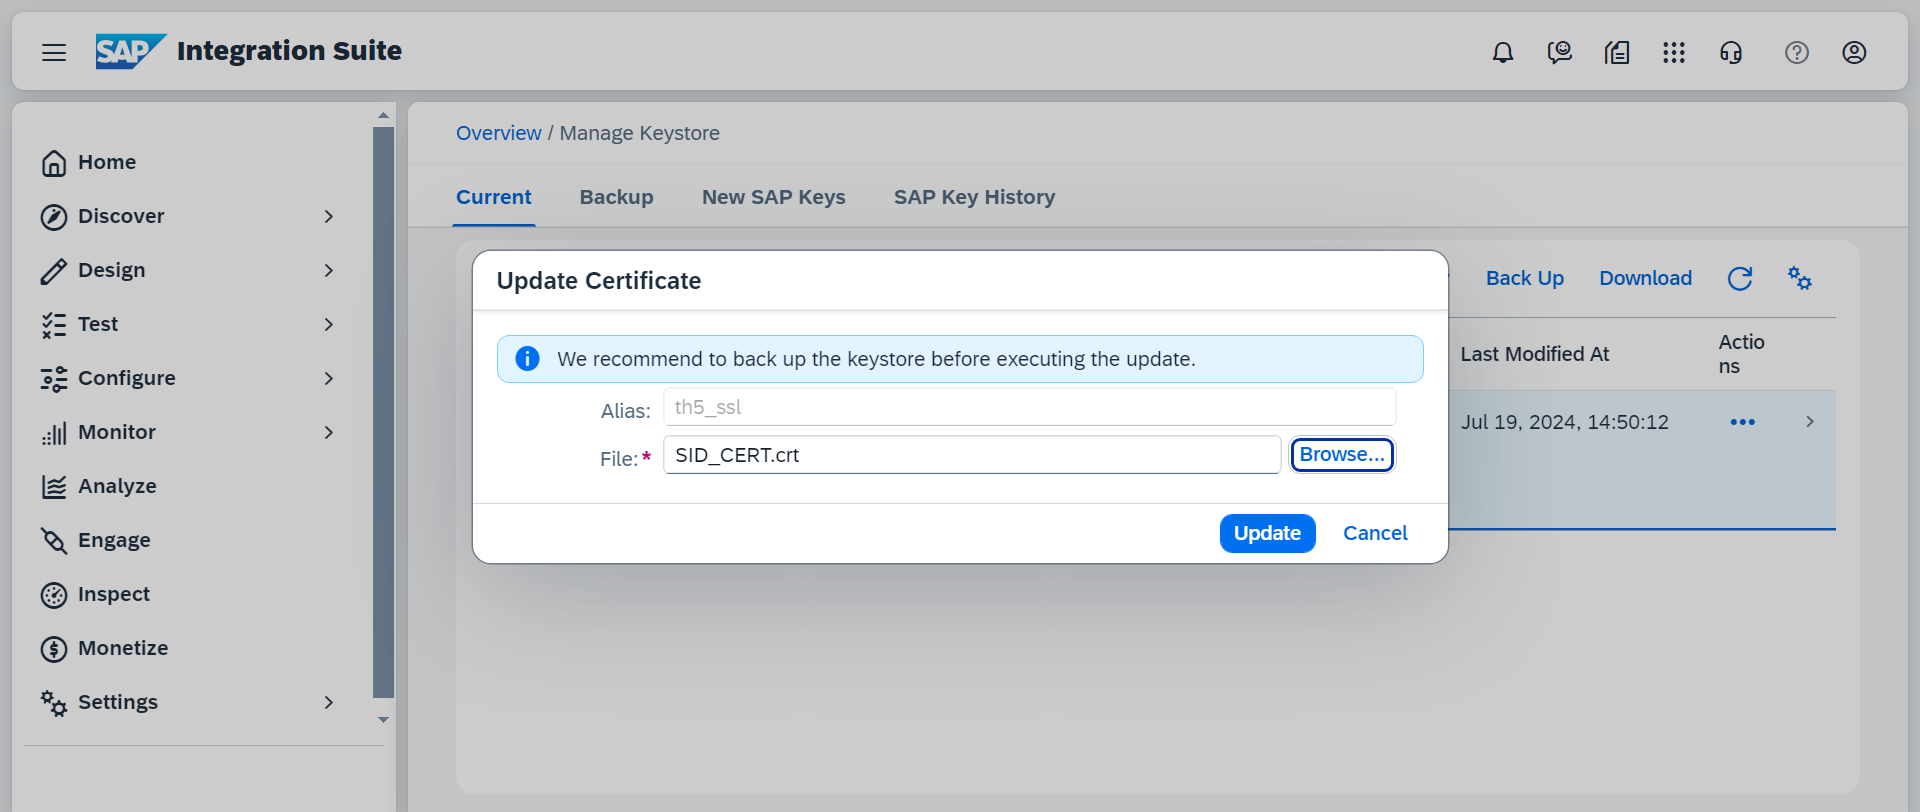 SAP Integration Suite
Home
Discover
Design
Test
Configure
Monitor
Analyze
Engage
Inspect
Monetize
Settings
Overview / Manage Keystore
Current Backup New SAP Keys SAP Key History
Back Up Download
Last Modified At
Actio
ns
Jul 19, 2024, 14:50:12
Update Certificate
We recommend to back up the keystore before executing the update.
Alias: th5_ssl
File:* SID_CERT.crt Browse...
Update Cancel